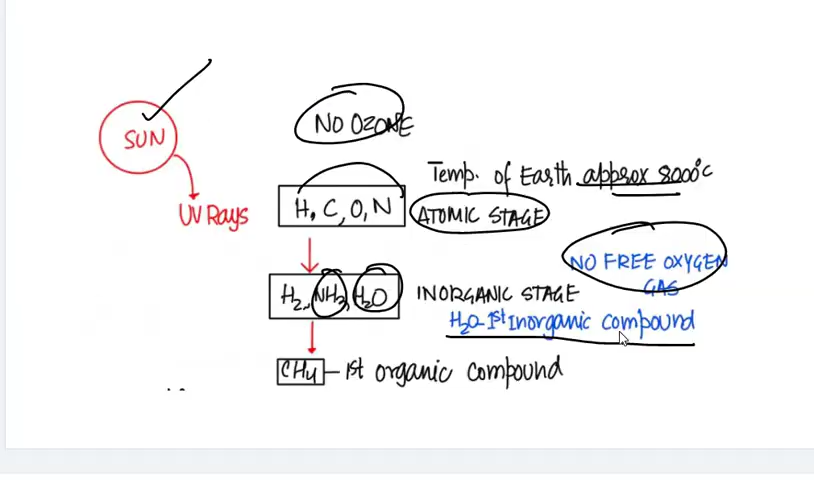 NO OZONE
SUN
Temp. of Earth approx 8000°C
UV Rays
H, C, O, N
ATOMIC STAGE
NO FREE OXYGEN
GAS
H2, NH3, H2O
INORGANIC STAGE
H2O-1st Inorganic compound
CH4 - 1st organic compound